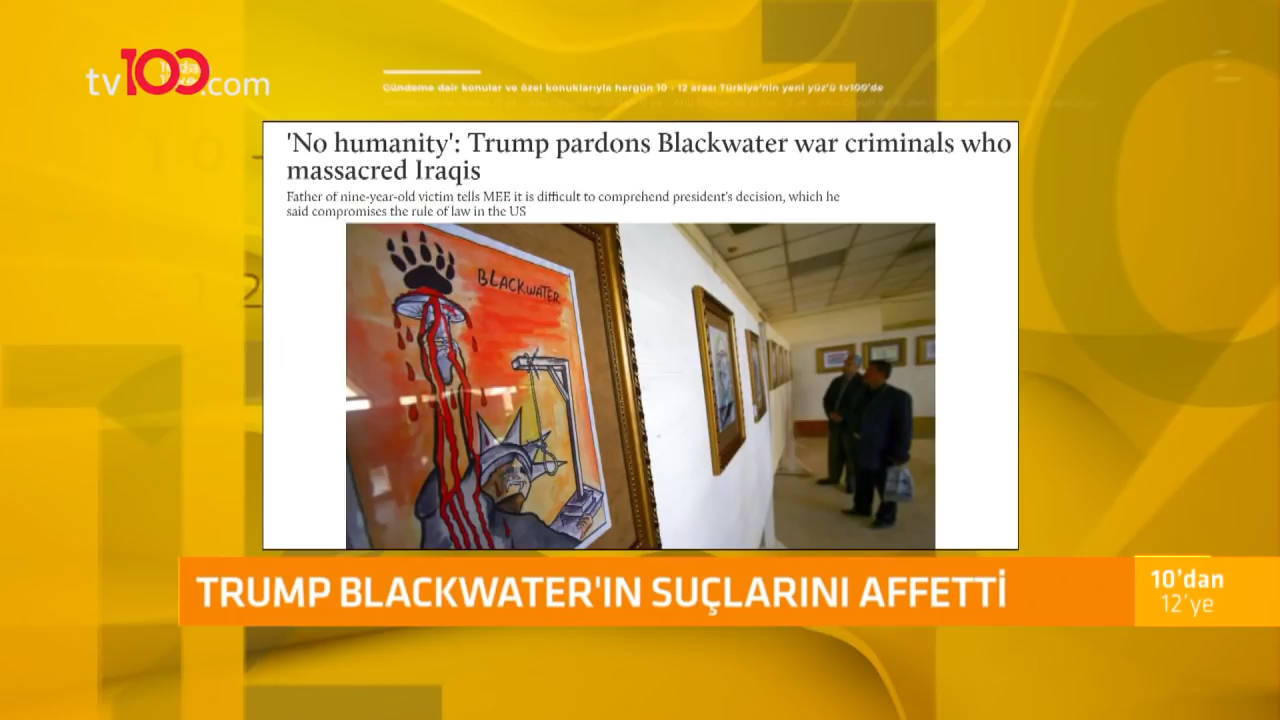 tv100.com
Gündeme dair konular ve özel konuklarıyla hergün 10 - 12 arası Türkiye'nin yeni yüz'ü tv100'de
'No humanity': Trump pardons Blackwater war criminals who
massacred Iraqis
Father of nine-year-old victim tells MEE it is difficult to comprehend president's decision, which he
said compromises the rule of law in the US
BLACKWATER
TRUMP BLACKWATER'IN SUÇLARINI AFFETTİ
10'dan
12'ye